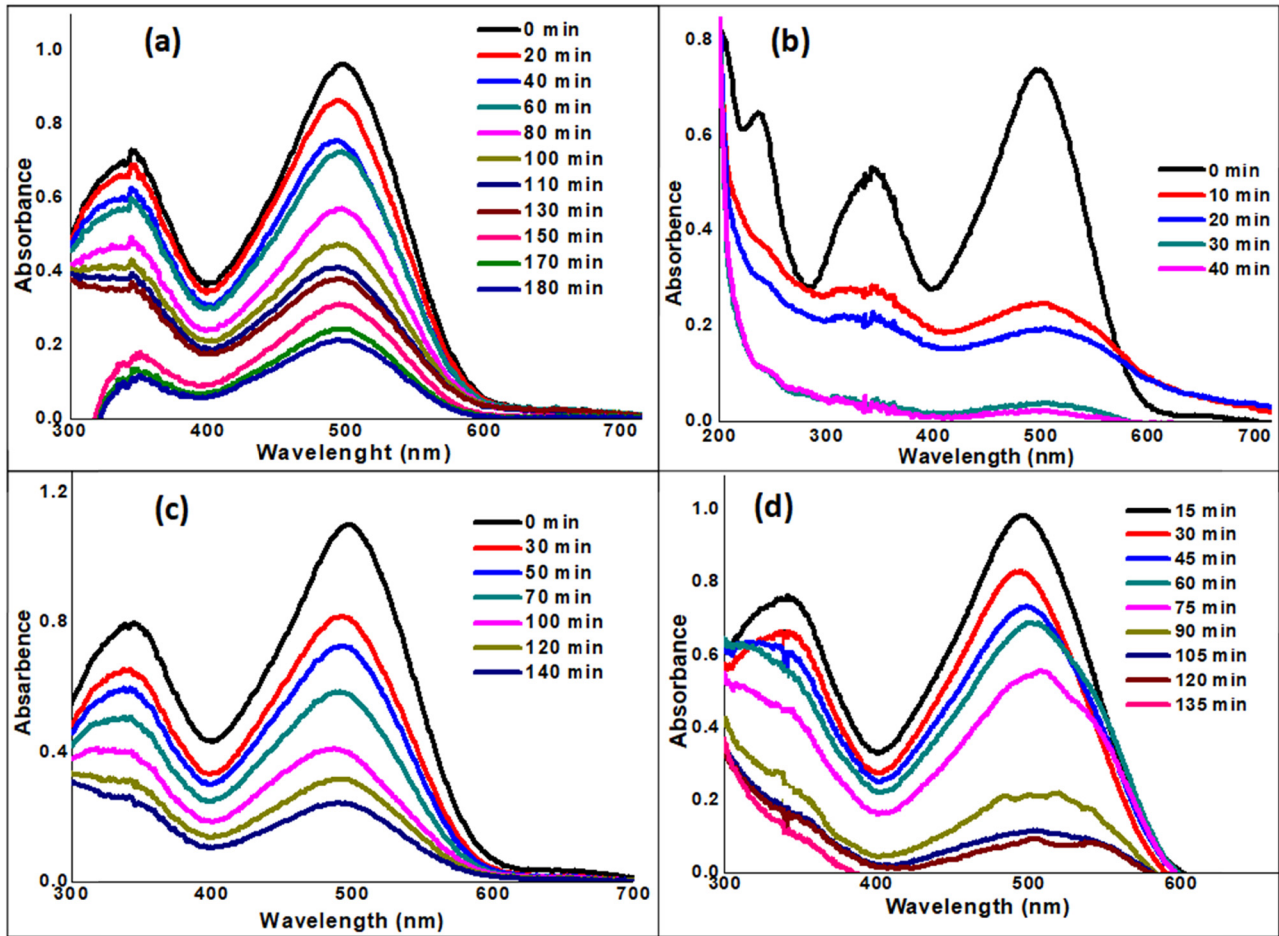 (a)
0 min
20 min
40 min
60 min
80 min
100 min
110 min
130 min
150 min
170 min
180 min
1.0
0.8
0.6
0.4
0.2
0.0
Absorbance
300 400 500 600 700
Wavelenght (nm)
(b)
0 min
10 min
20 min
30 min
40 min
0.8
0.6
0.4
0.2
0.0
Absorbence
200 300 400 500 600 700
Wavelength (nm)
(c)
0 min
30 min
50 min
70 min
100 min
120 min
140 min
1.2
0.8
0.4
0.0
Absorbence
300 400 500 600 700
Wavelength (nm)
(d)
15 min
30 min
45 min
60 min
75 min
90 min
105 min
120 min
135 min
1.0
0.8
0.6
0.4
0.2
0.0
Absorbance
300 400 500 600
Wavelength (nm)